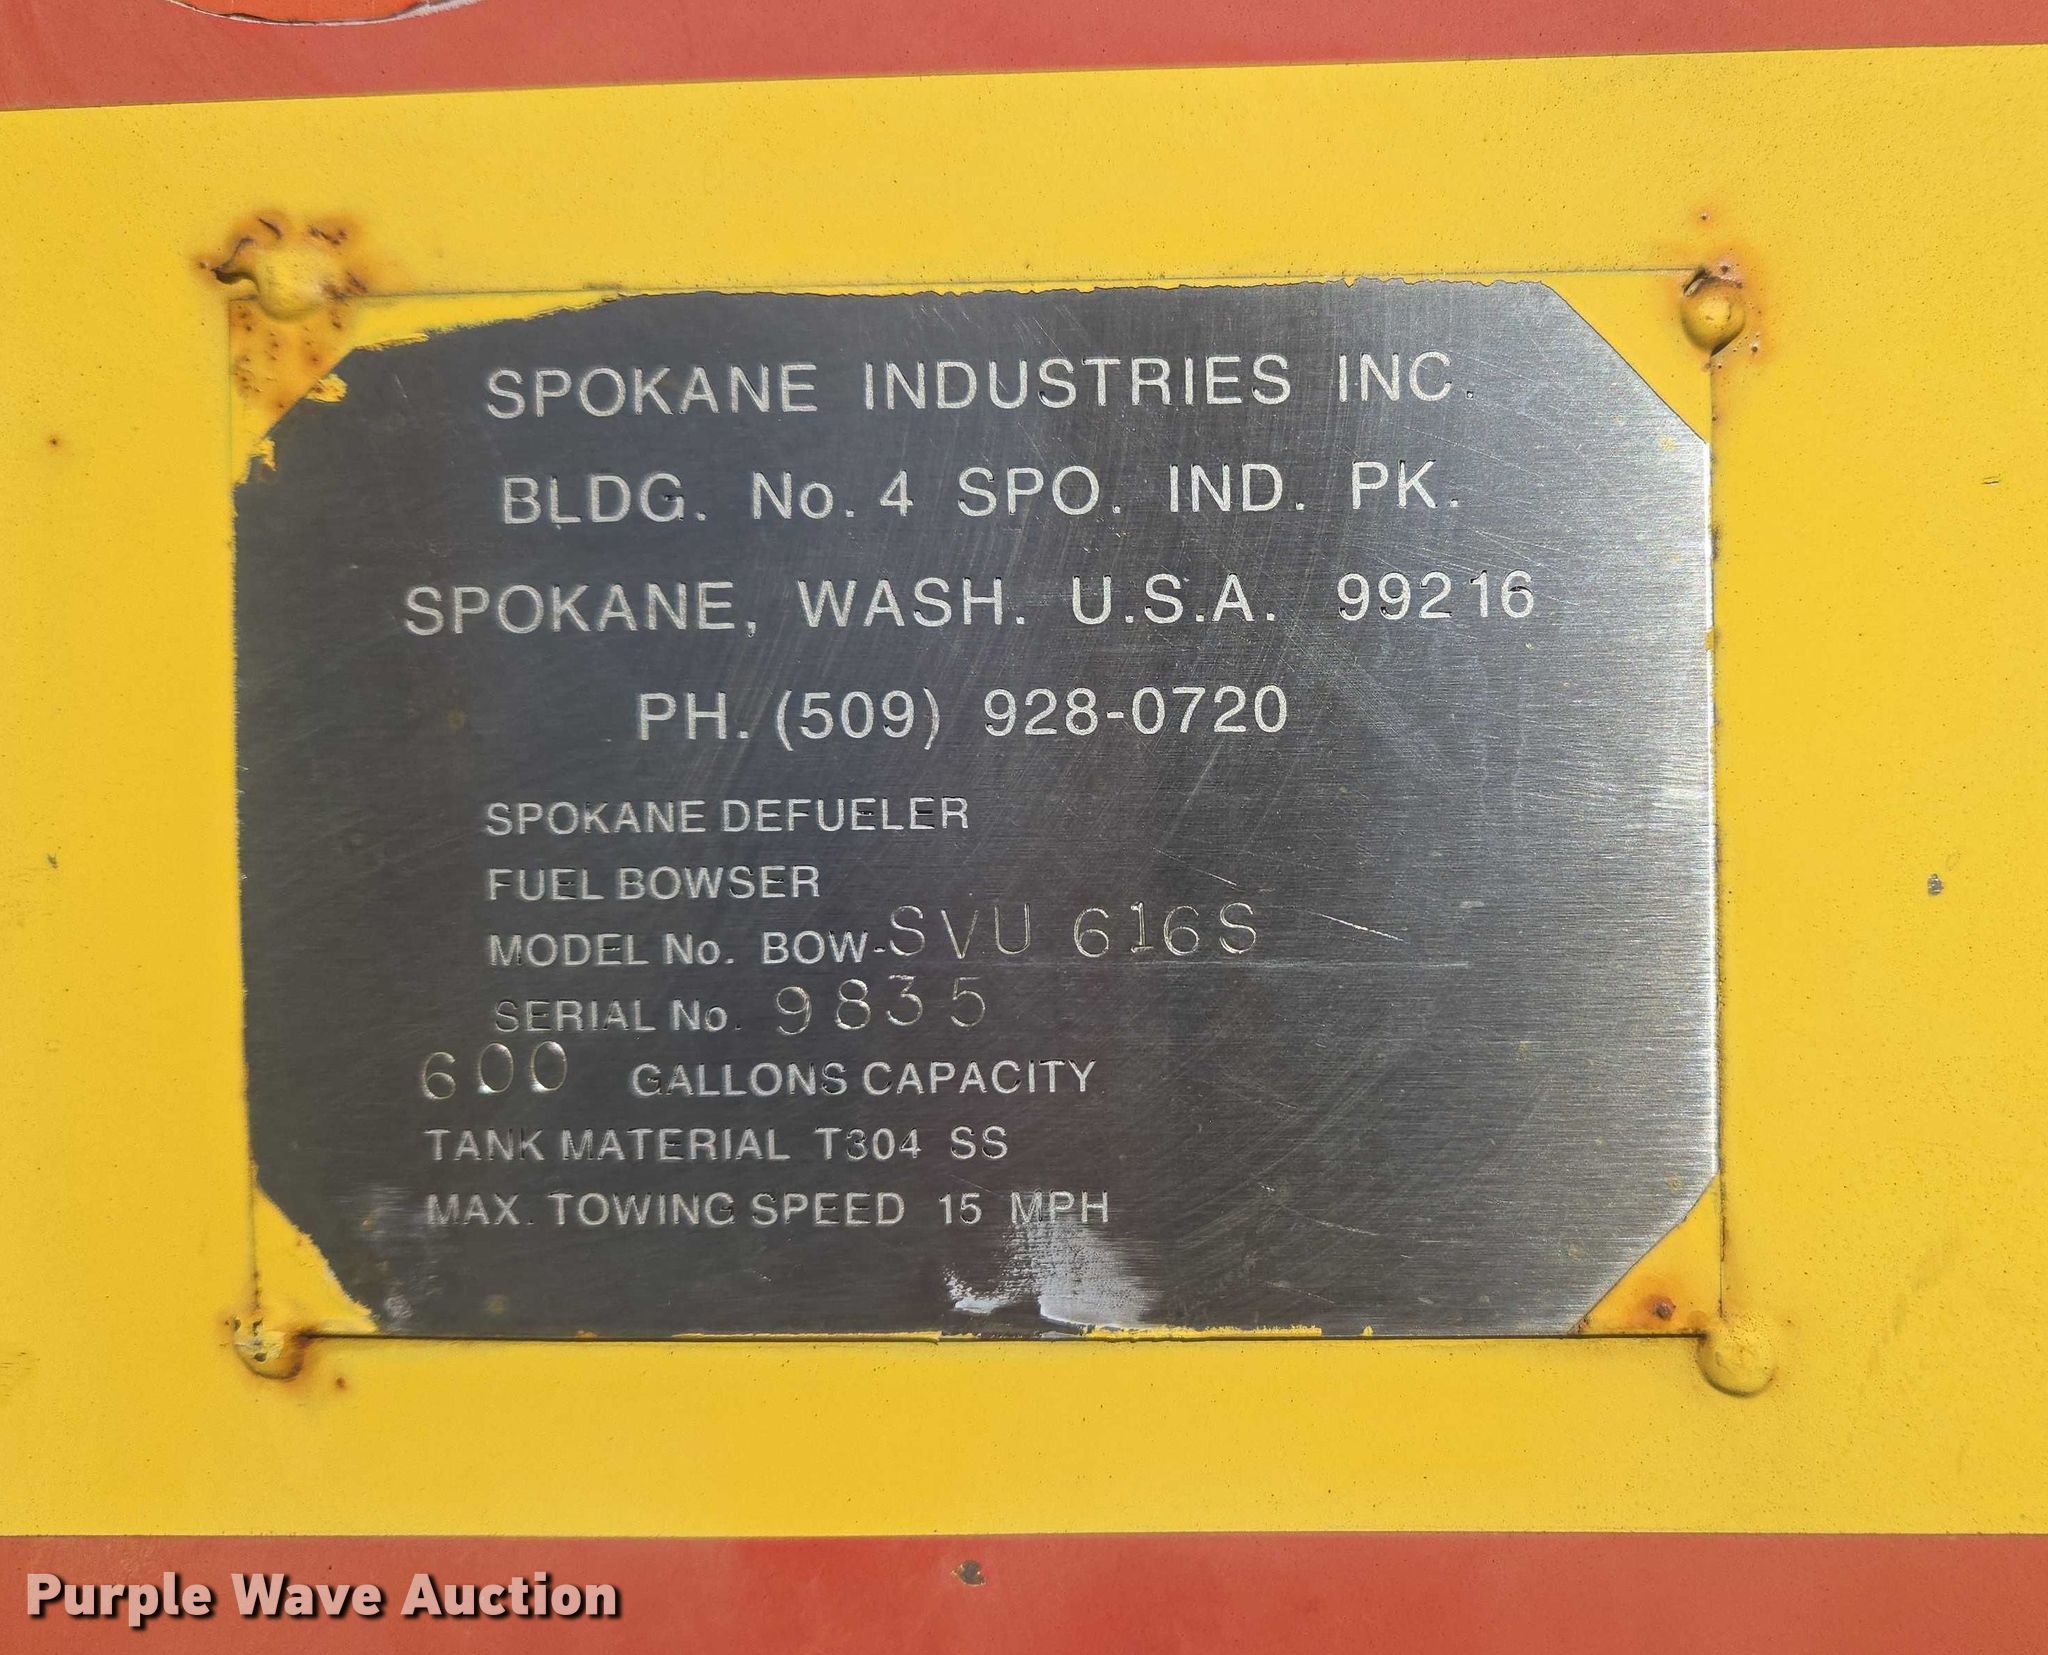 SPOKANE INDUSTRIES INC.
BLDG. No. 4 SPO. IND. PK.
SPOKANE, WASH. U.S.A. 99216
PH. (509) 928-0720
SPOKANE DEFUELER
FUEL BOWSER
MODEL No. BOW-SVU 616S
SERIAL No. 9835
600 GALLONS CAPACITY
TANK MATERIAL T304 SS
MAX. TOWING SPEED 15 MPH
Purple Wave Auction